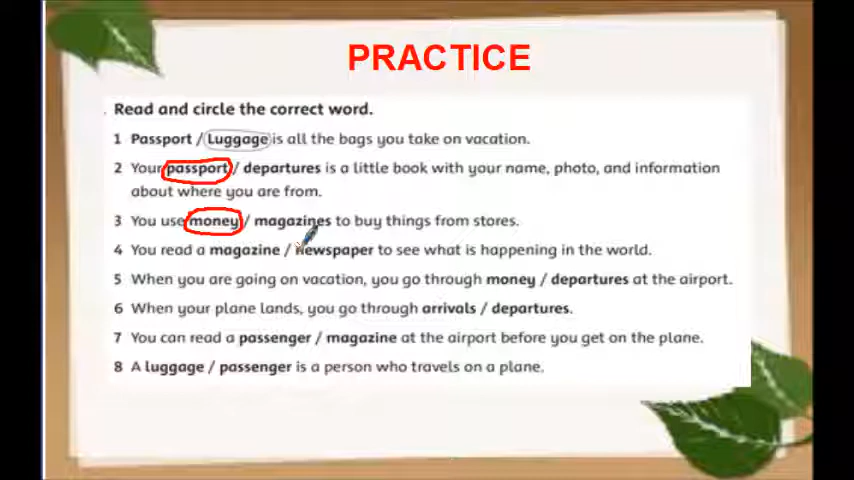 PRACTICE
Read and circle the correct word.
1 Passport / Luggage is all the bags you take on vacation.
2 Your passport / departures is a little book with your name, photo, and information
about where you are from.
3 You use money / magazines to buy things from stores.
4 You read a magazine / newspaper to see what is happening in the world.
5 When you are going on vacation, you go through money / departures at the airport.
6 When your plane lands, you go through arrivals / departures.
7 You can read a passenger / magazine at the airport before you get on the plane.
8 A luggage / passenger is a person who travels on a plane.